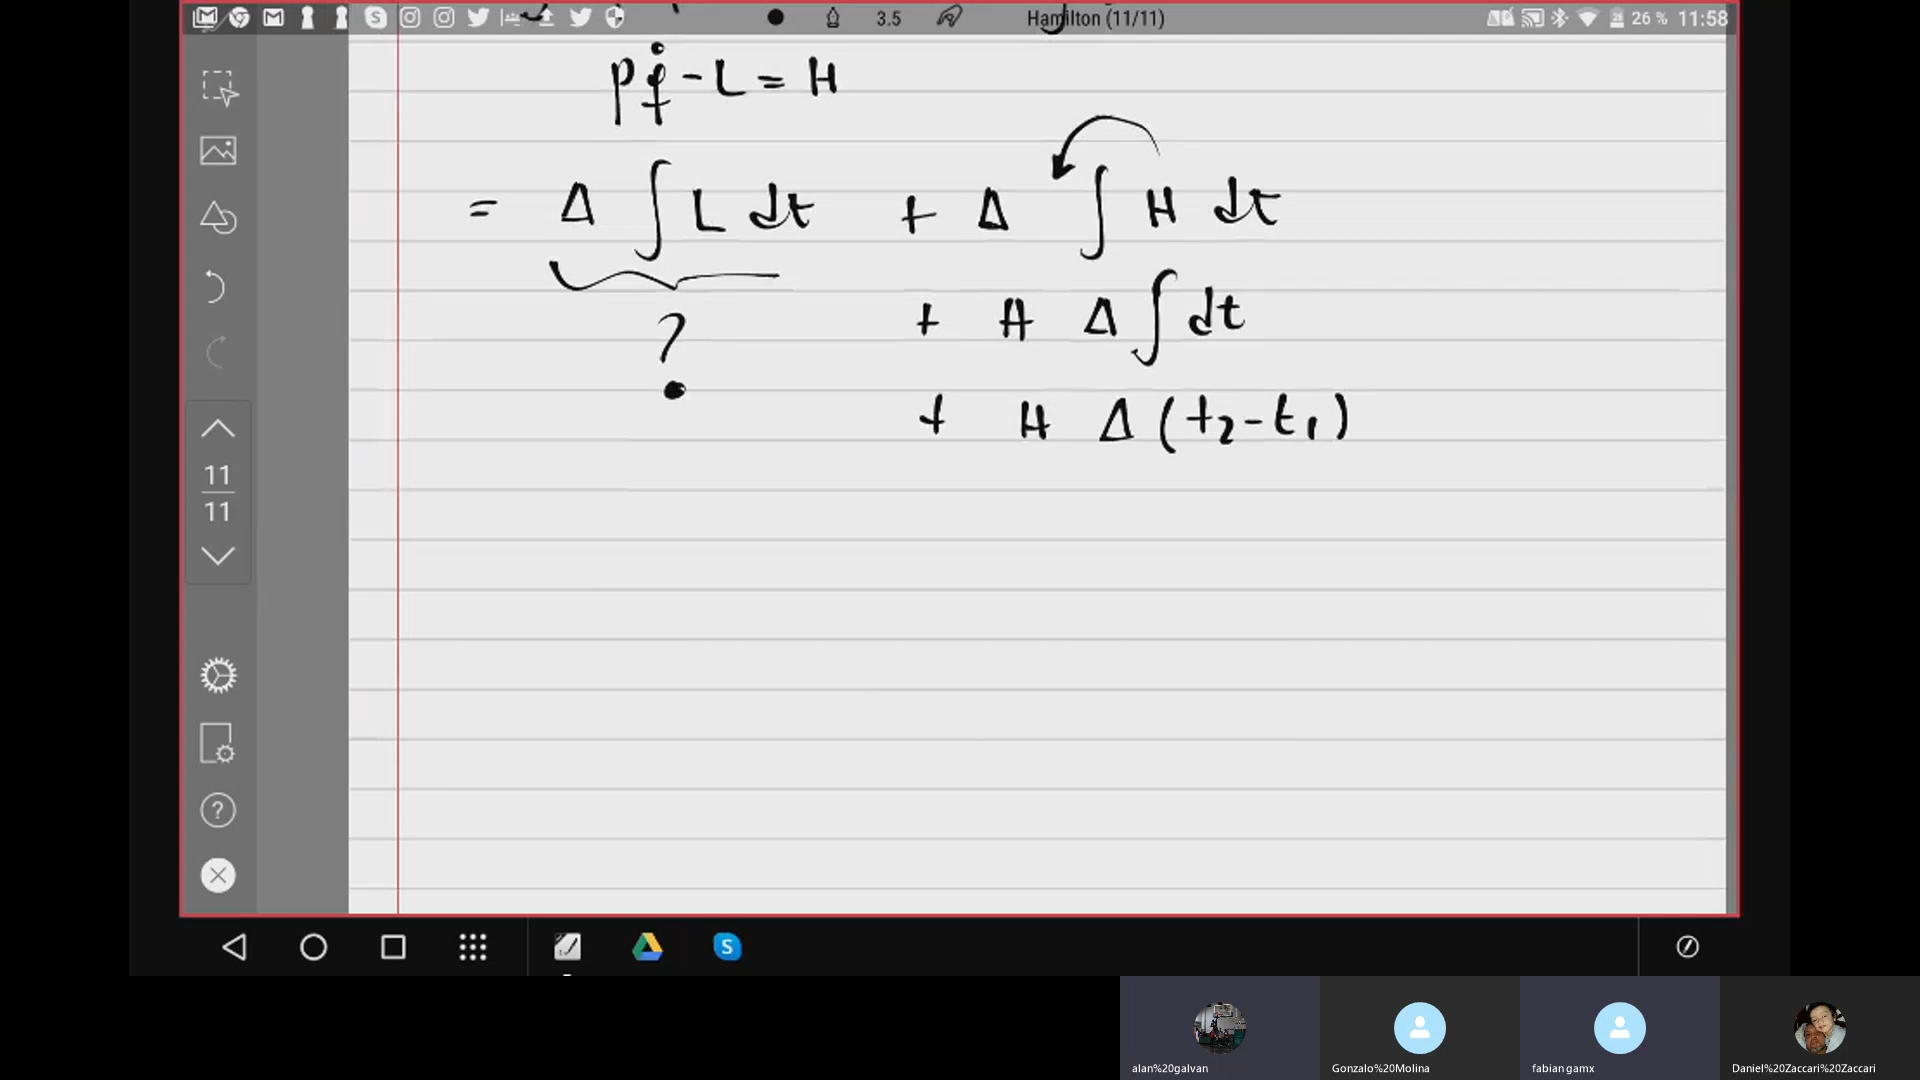 3.5 Hamilton (11/11) 26 % 11:58
pq̇ - L = H
= Δ ∫ L dt + Δ ∫ H dt
?
+ H Δ ∫ dt
+ H Δ (t₂ - t₁)
11
11
alan%20galvan Gonzalo%20Molina fabian gamx Daniel%20Zaccari%20Zaccari